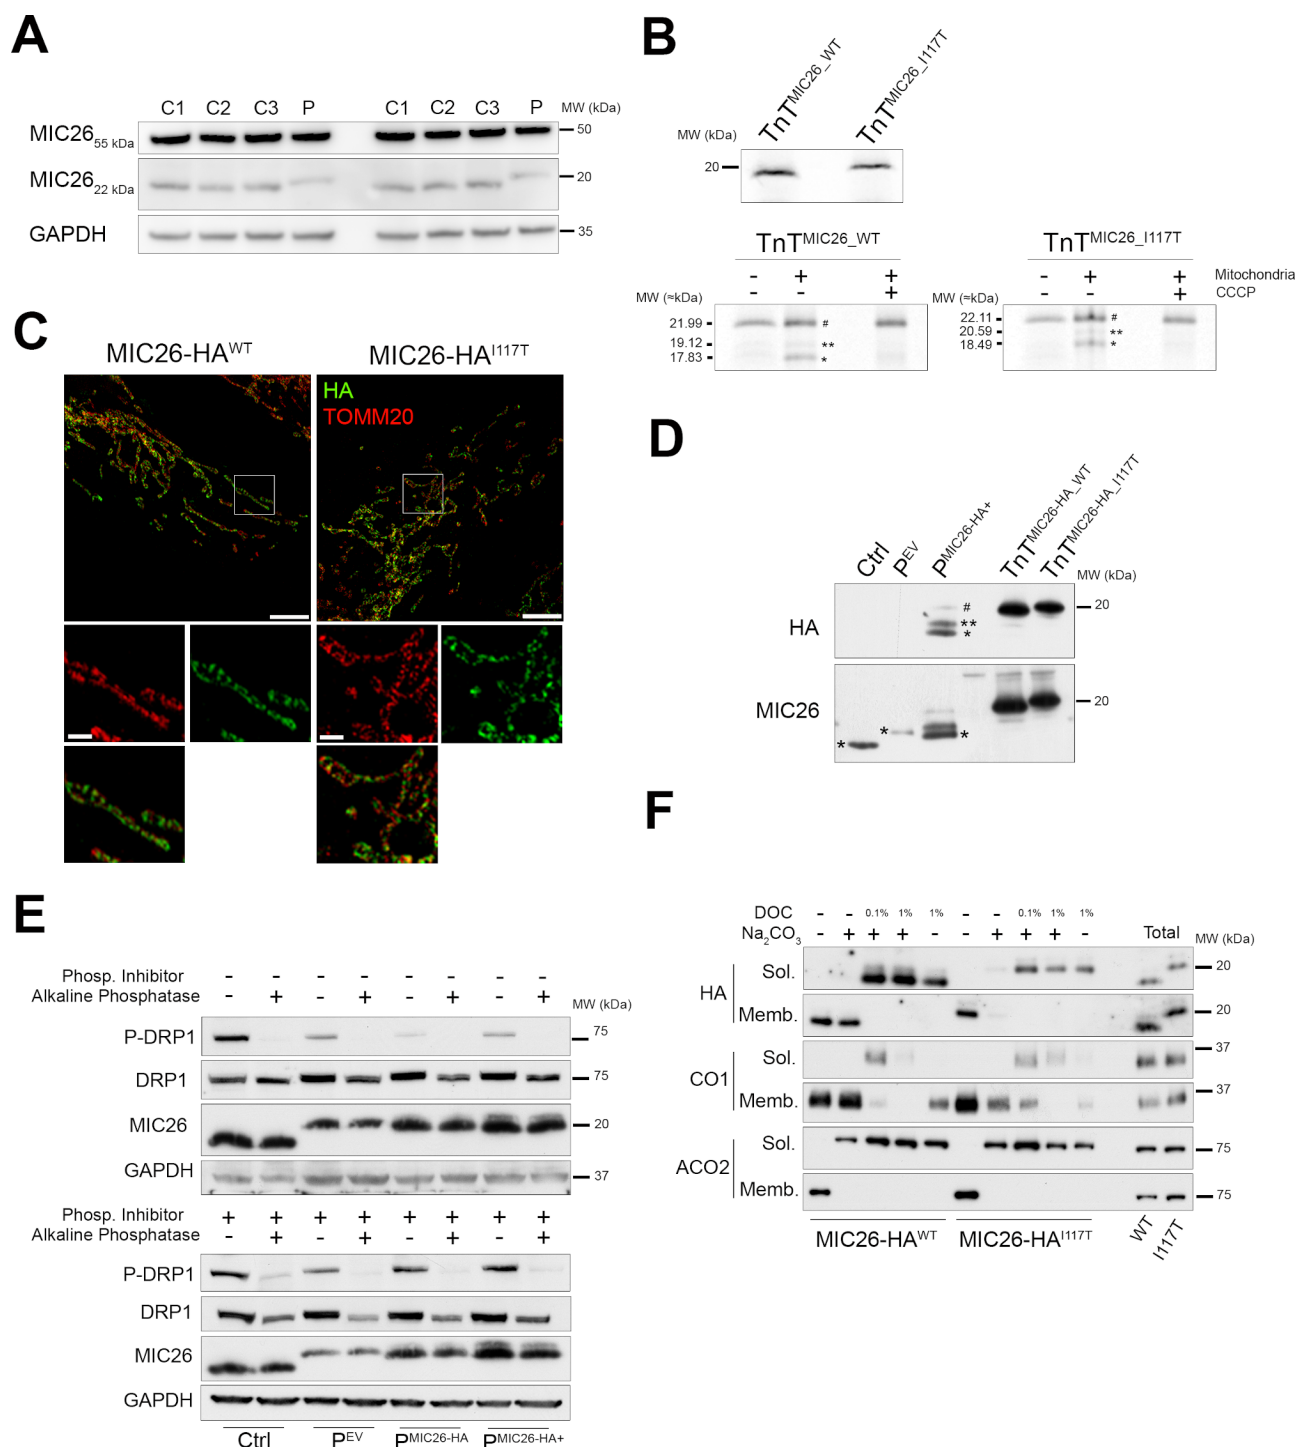 A
C1 C2 C3 P C1 C2 C3 P MW (kDa)
MIC26 55 kDa 50
MIC26 22 kDa 20
GAPDH 35
B
TnT MIC26_WT TnT MIC26_I117T
MW (kDa)
20
TnT MIC26_WT TnT MIC26_I117T
- + + - + + Mitochondria
- - + - - + CCCP
MW (≈kDa) MW (≈kDa)
21.99 # 22.11 #
19.12 ** 20.59 **
17.83 * 18.49 *
C
MIC26-HA WT MIC26-HA I117T
HA
TOMM20
D
Ctrl P EV P MIC26-HA+ TnT MIC26-HA_WT TnT MIC26-HA_I117T
MW (kDa)
HA # 20
**
*
MIC26 20
* * *
E
Phosp. Inhibitor - - - - - - - -
Alkaline Phosphatase - + - + - + - +
MW (kDa)
P-DRP1 75
DRP1 75
MIC26 20
GAPDH 37
Phosp. Inhibitor + + + + + + + +
Alkaline Phosphatase - + - + - + - +
P-DRP1
DRP1
MIC26
GAPDH
Ctrl P EV P MIC26-HA P MIC26-HA+
F
DOC - - 0.1% 1% 1% - - 0.1% 1% 1%
Na2CO3 - + + + - - + + + - Total
MW (kDa)
HA Sol. 20
Memb. 20
CO1 Sol. 37
Memb. 37
ACO2 Sol. 75
Memb. 75
MIC26-HA WT MIC26-HA I117T WT I117T